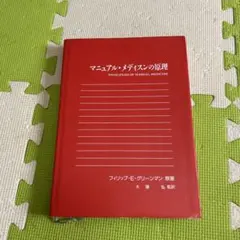 マニュアル・メディスンの原理
PRINCIPLES OF MANUAL MEDICINE
フィリップ・E・グリーンマン 原著